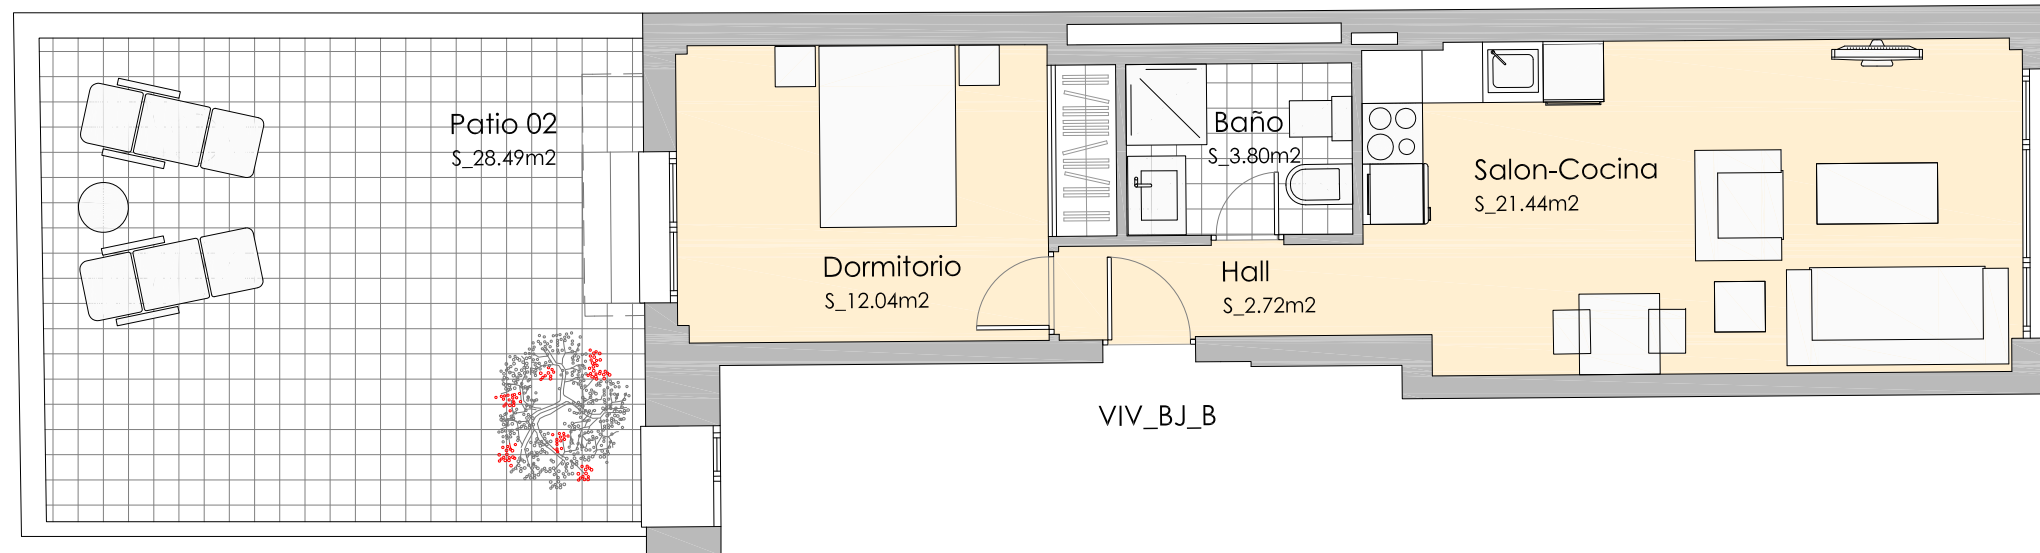 Patio 02
S_28.49m2
Dormitorio
S_12.04m2
Baño
S_3.80m2
Hall
S_2.72m2
Salon-Cocina
S_21.44m2
VIV_BJ_B